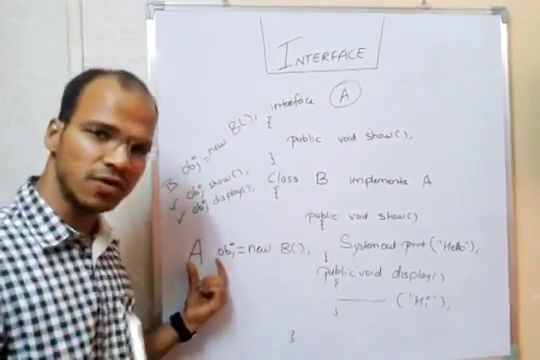 INTERFACE
interface A
{
public void show();
}
Class B implements A
{
public void show()
{
System.out.print("Hello");
}
public void display()
{
("Hi");
}
}
B obj = new B();
obj.show();
obj.display();
A obj = new B();